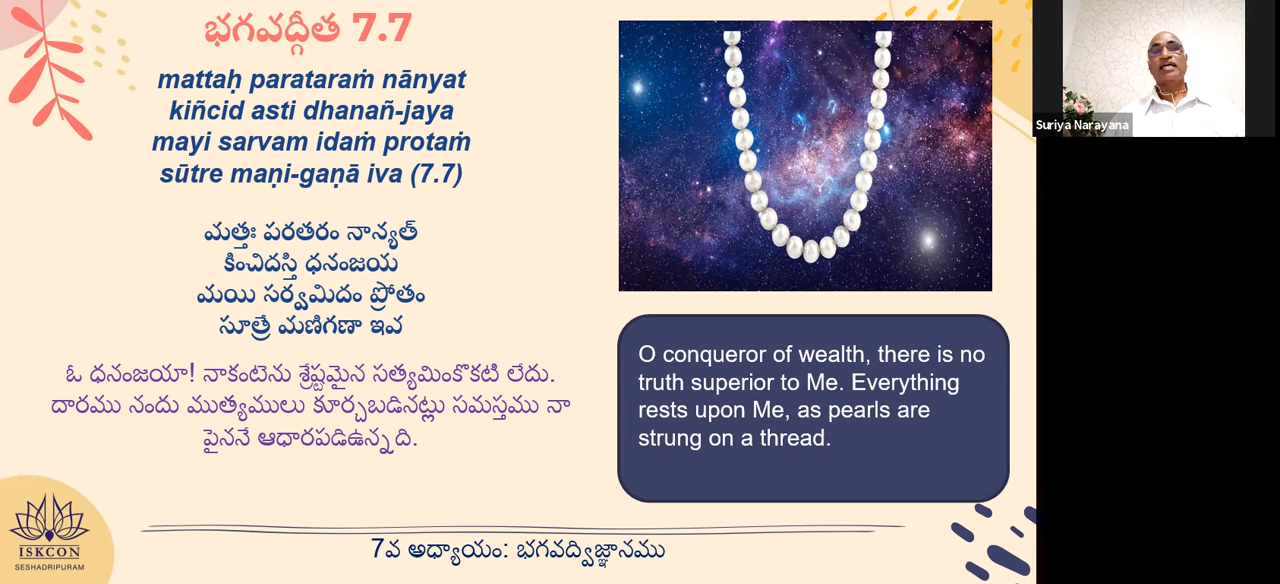 భగవద్గీత 7.7
mattaḥ parataraṁ nānyat
kiñcid asti dhanañ-jaya
mayi sarvam idaṁ protaṁ
sūtre maṇi-gaṇā iva (7.7)
మత్తః పరతరం నాన్యత్
కించిదస్తి ధనంజయ
మయి సర్వమిదం ప్రోతం
సూత్రే మణిగణా ఇవ
ఓ ధనంజయా! నాకంటెను శ్రేష్టమైన సత్యమింకొకటి లేదు.
దారము నందు ముత్యములు కూర్చబడినట్లు సమస్తము నా
పైననే ఆధారపడిఉన్నది.
O conqueror of wealth, there is no
truth superior to Me. Everything
rests upon Me, as pearls are
strung on a thread.
7వ అధ్యాయం: భగవద్విజ్ఞానము
ISKCON
SESHADRIPURAM
Suriya Narayana